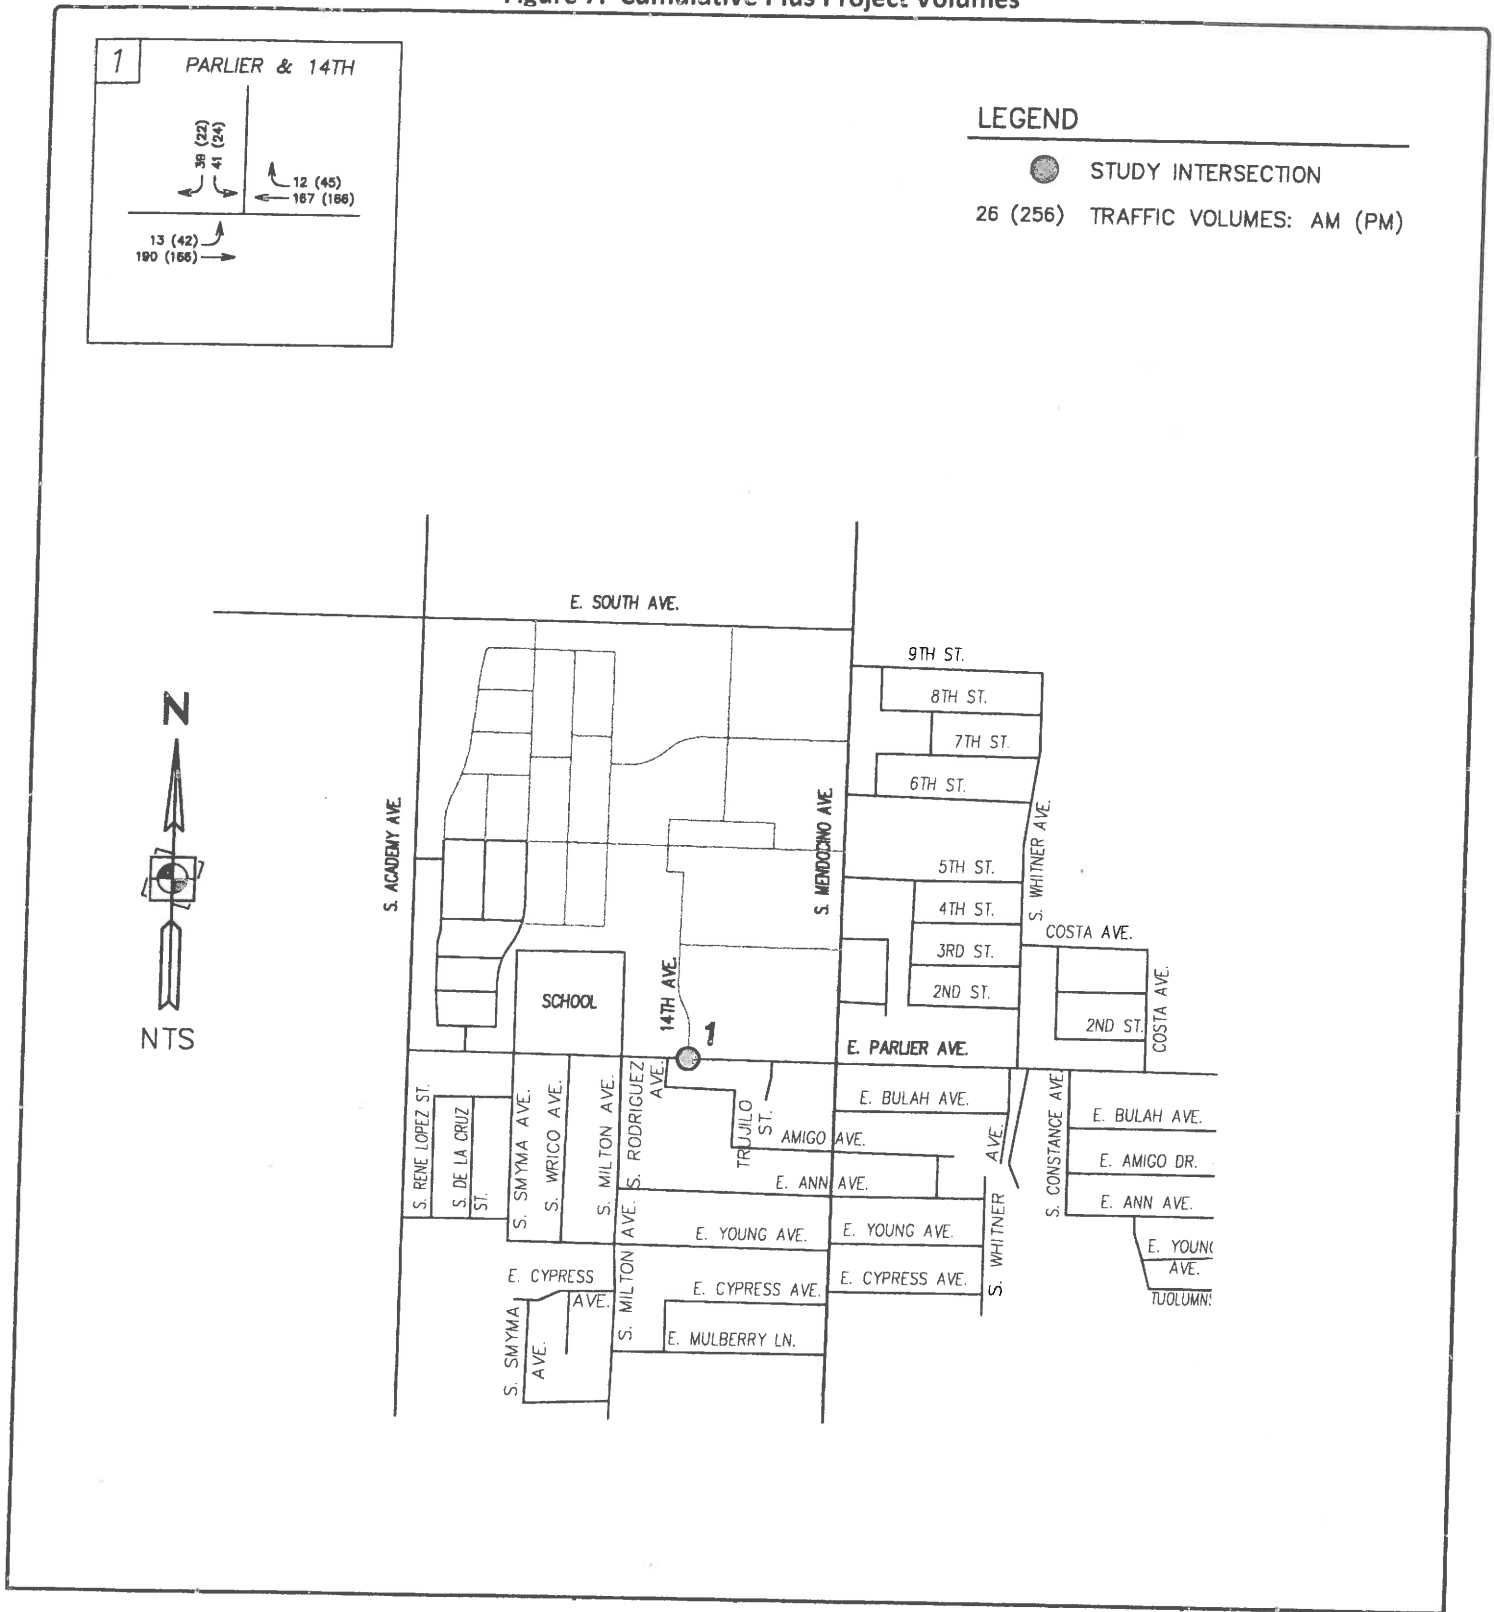 Figure 7. Cumulative Plus Project Volumes
1
PARLIER & 14TH
39 (22)
41 (24)
12 (45)
167 (166)
13 (42)
190 (166)
LEGEND
STUDY INTERSECTION
26 (256) TRAFFIC VOLUMES: AM (PM)
E. SOUTH AVE.
9TH ST.
8TH ST.
7TH ST.
6TH ST.
5TH ST.
4TH ST.
3RD ST.
2ND ST.
N
NTS
S. ACADEMY AVE.
S. MENDOCINO AVE.
S. WHITNER AVE.
COSTA AVE.
COSTA AVE.
2ND ST.
SCHOOL
14TH AVE.
1
E. PARLIER AVE.
S. RENE LOPEZ ST.
S. DE LA CRUZ
ST.
S. SMYMA AVE.
S. WRICO AVE.
S. MILTON AVE.
S. RODRIGUEZ
AVE.
TRUJILO
ST.
E. BULAH AVE.
AMIGO AVE.
E. ANN AVE.
E. YOUNG AVE.
E. YOUNG AVE.
E. CYPRESS
AVE.
E. CYPRESS AVE.
E. CYPRESS AVE.
E. MULBERRY LN.
S. SMYMA
AVE.
S. MILTON AVE.
S. WHITNER
AVE.
S. CONSTANCE AVE.
E. BULAH AVE.
E. AMIGO DR.
E. ANN AVE.
E. YOUNG
AVE.
TUOLUMN